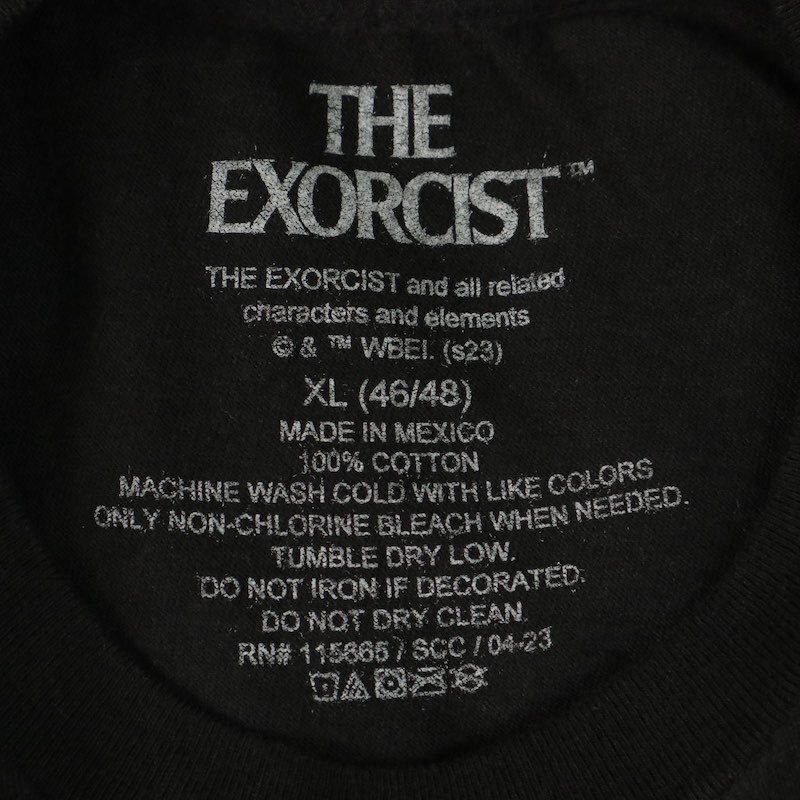 THE
EXORCIST™
THE EXORCIST and all related
characters and elements
© & ™ WBEI. (s23)
XL (46/48)
MADE IN MEXICO
100% COTTON
MACHINE WASH COLD WITH LIKE COLORS
ONLY NON-CHLORINE BLEACH WHEN NEEDED.
TUMBLE DRY LOW.
DO NOT IRON IF DECORATED.
DO NOT DRY CLEAN.
RN# / SCC / 04-23